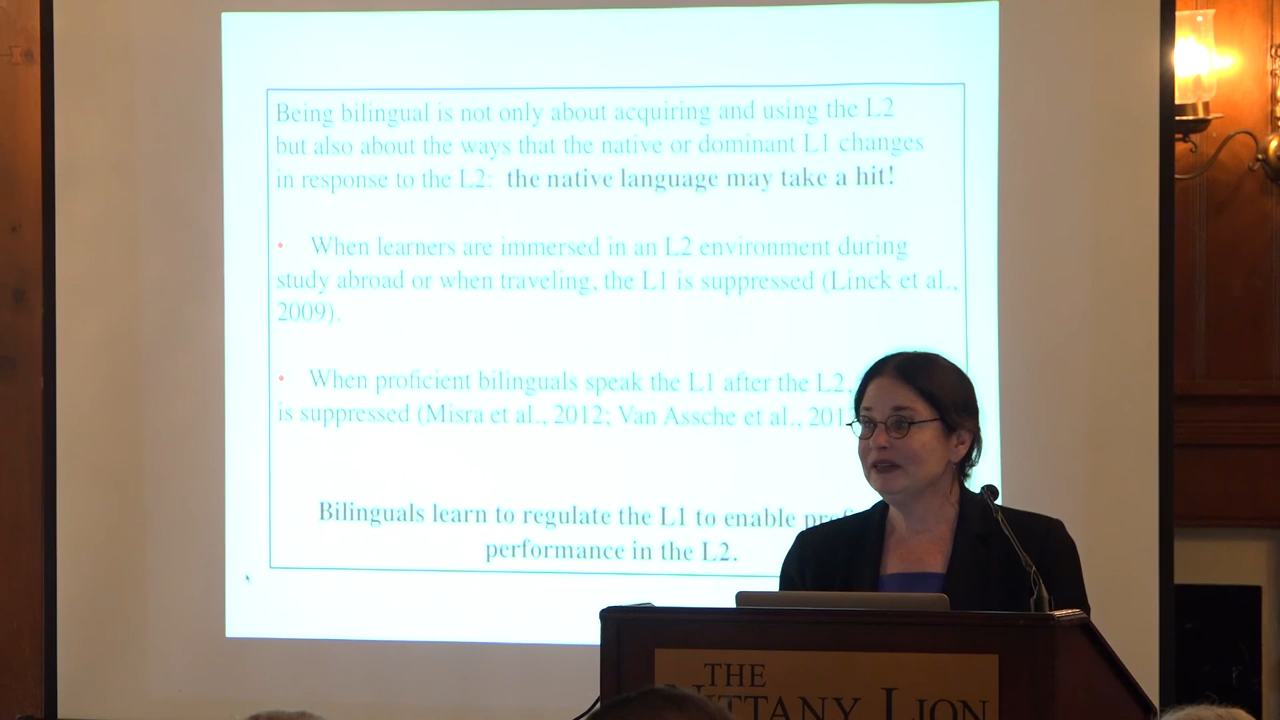 Being bilingual is not only about acquiring and using the L2
but also about the ways that the native or dominant L1 changes
in response to the L2: the native language may take a hit!
• When learners are immersed in an L2 environment during
study abroad or when traveling, the L1 is suppressed (Linck et al.,
2009).
• When proficient bilinguals speak the L1 after the L2,
is suppressed (Misra et al., 2012; Van Assche et al.,
Bilinguals learn to regulate the L1 to enable
performance in the L2.
THE
NITTANY LION